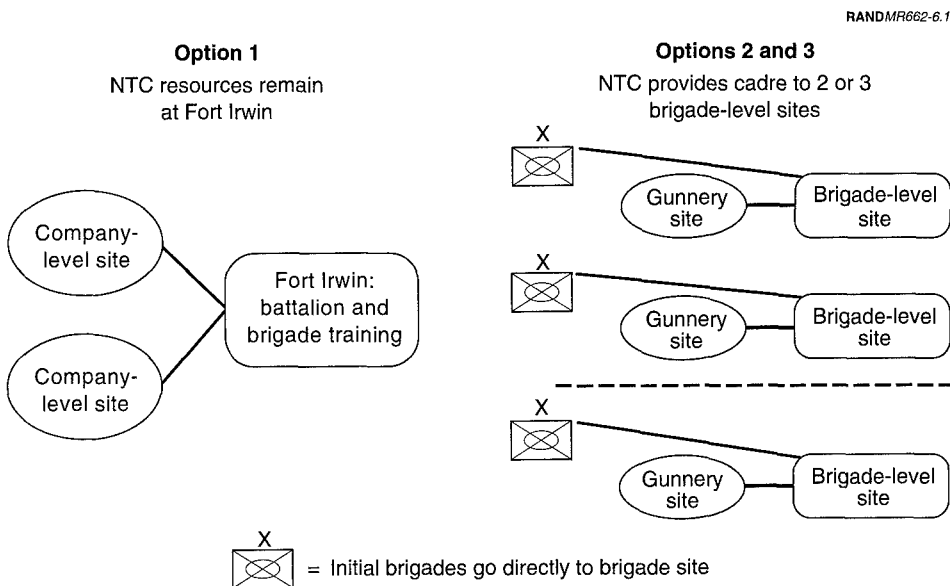 RANDMR662-6.1
Option 1
NTC resources remain
at Fort Irwin
Company-
level site
Company-
level site
Fort Irwin:
battalion and
brigade training
Options 2 and 3
NTC provides cadre to 2 or 3
brigade-level sites
X
Gunnery
site
Brigade-level
site
X
Gunnery
site
Brigade-level
site
X
Gunnery
site
Brigade-level
site
X
= Initial brigades go directly to brigade site